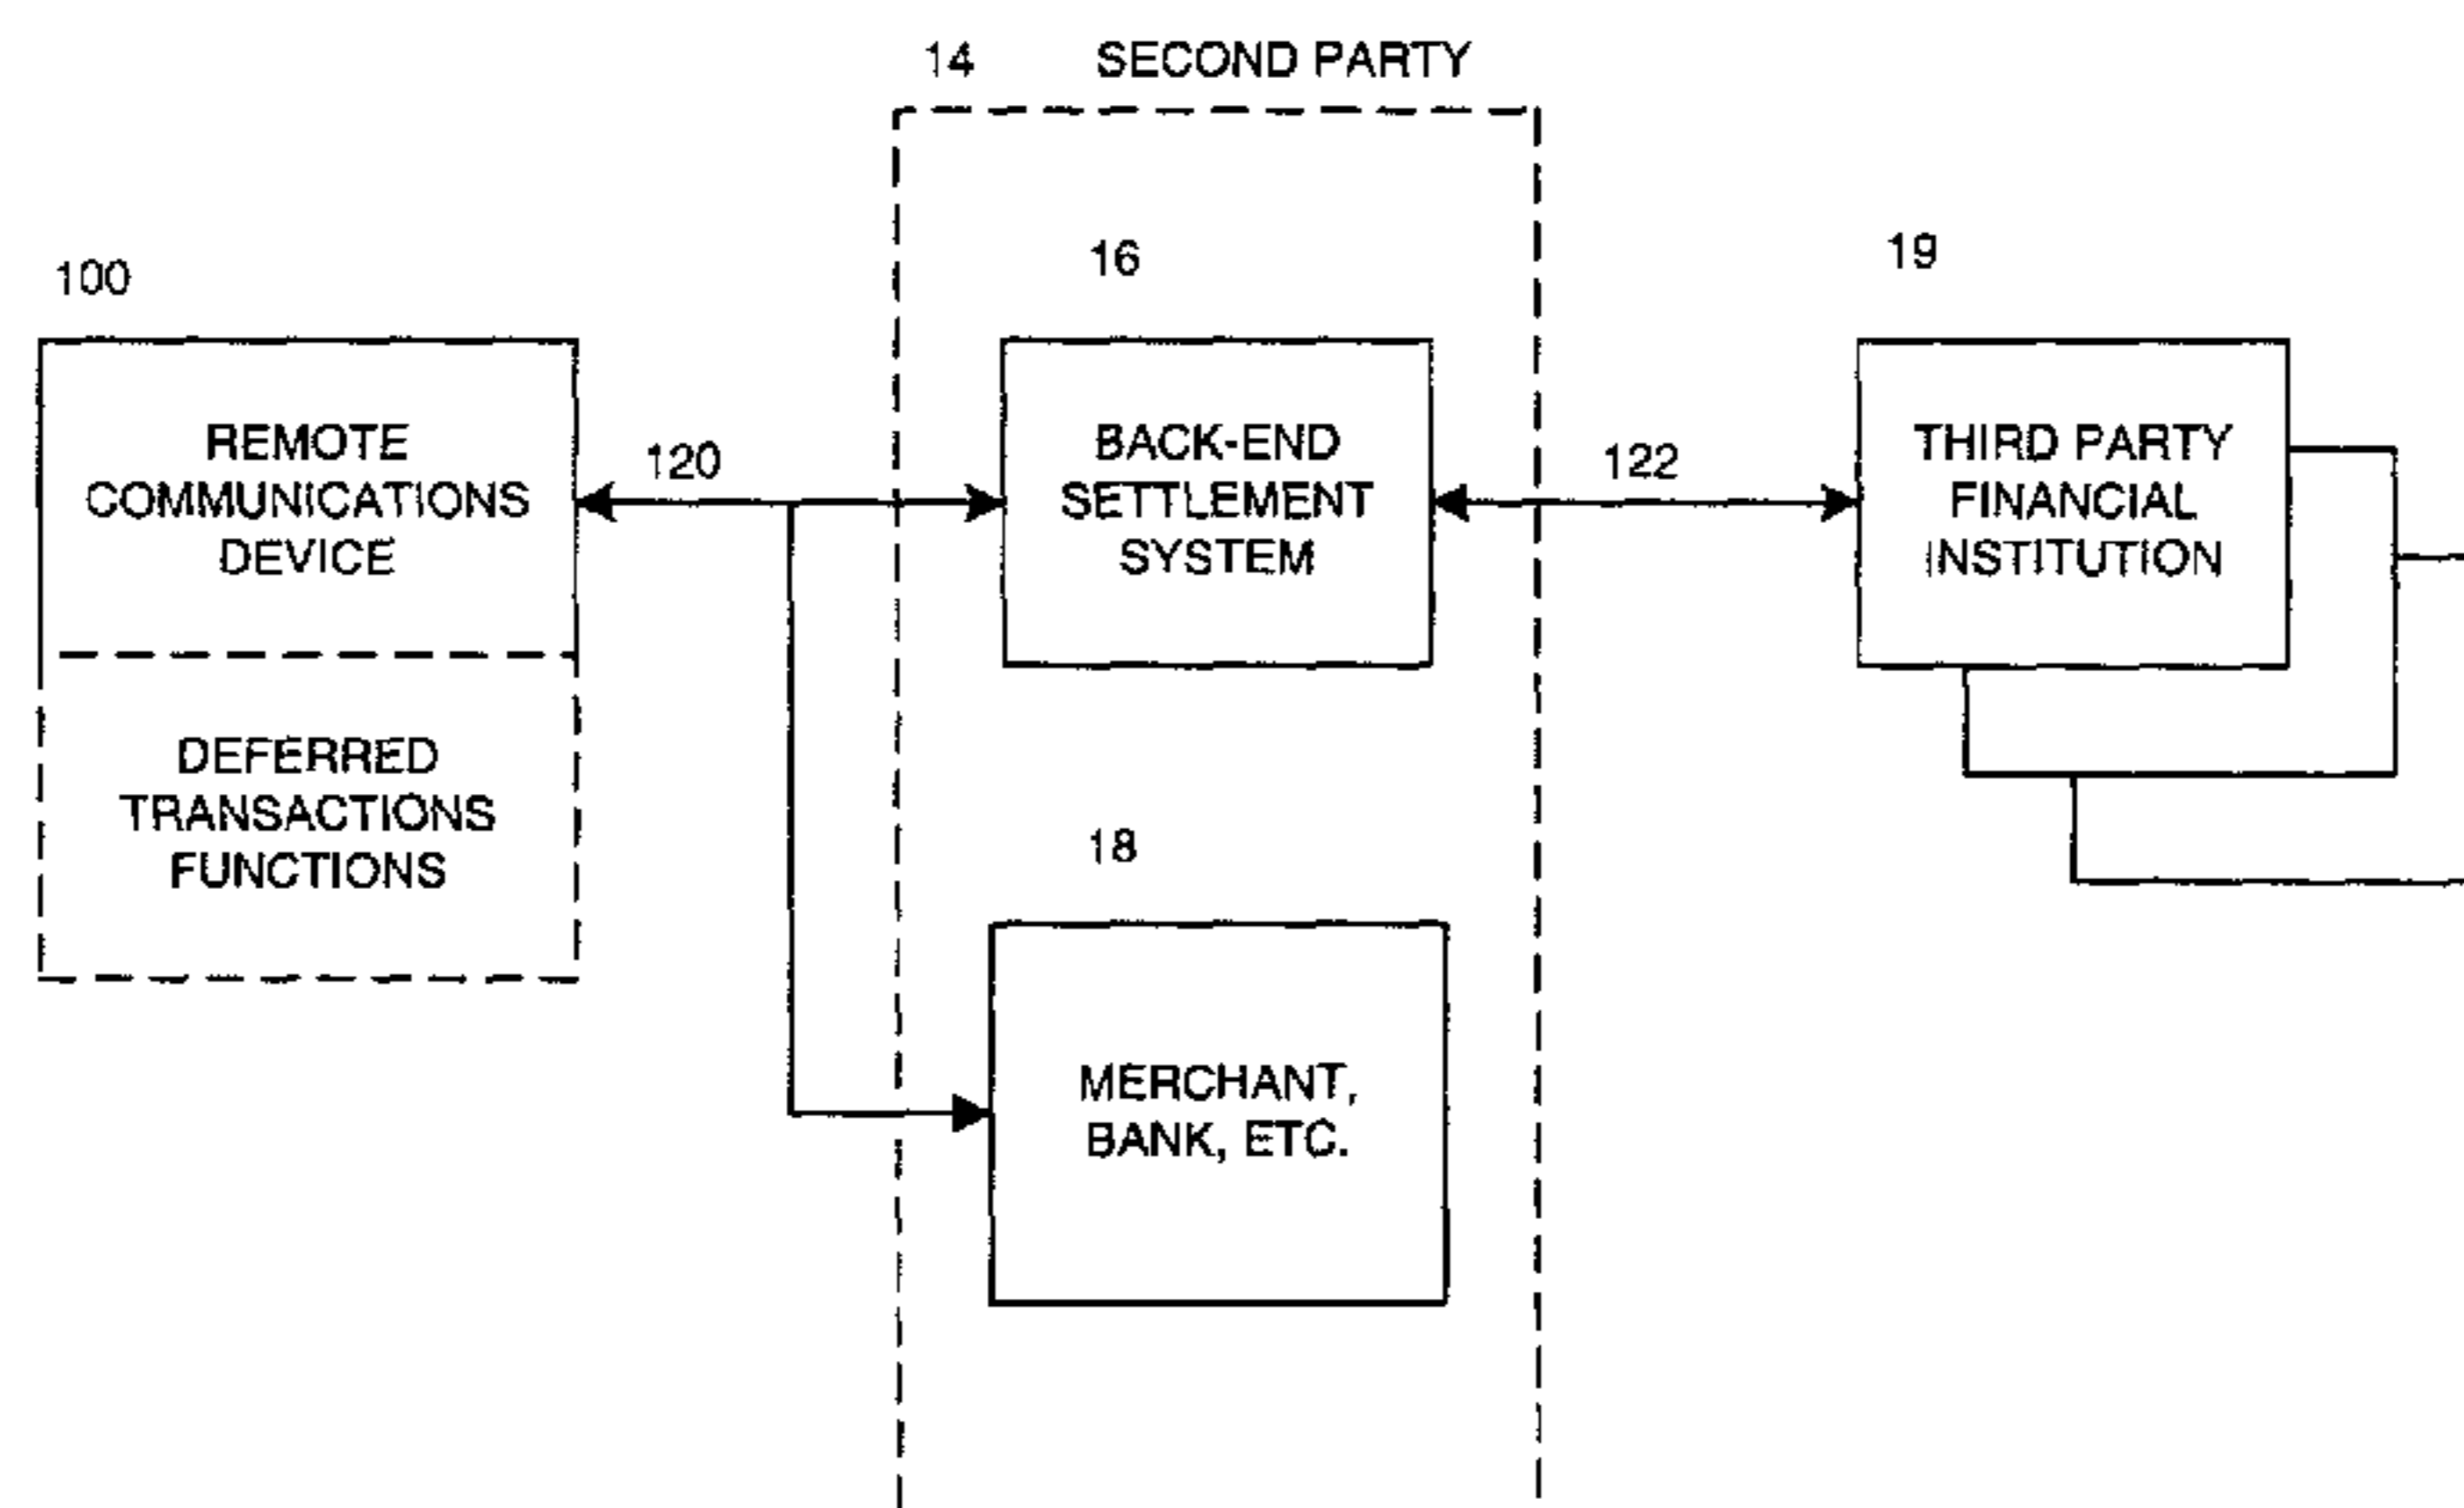 14 SECOND PARTY
100
16
19
REMOTE
COMMUNICATIONS
DEVICE
120
BACK-END
SETTLEMENT
SYSTEM
122
THIRD PARTY
FINANCIAL
INSTITUTION
DEFERRED
TRANSACTIONS
FUNCTIONS
18
MERCHANT,
BANK, ETC.